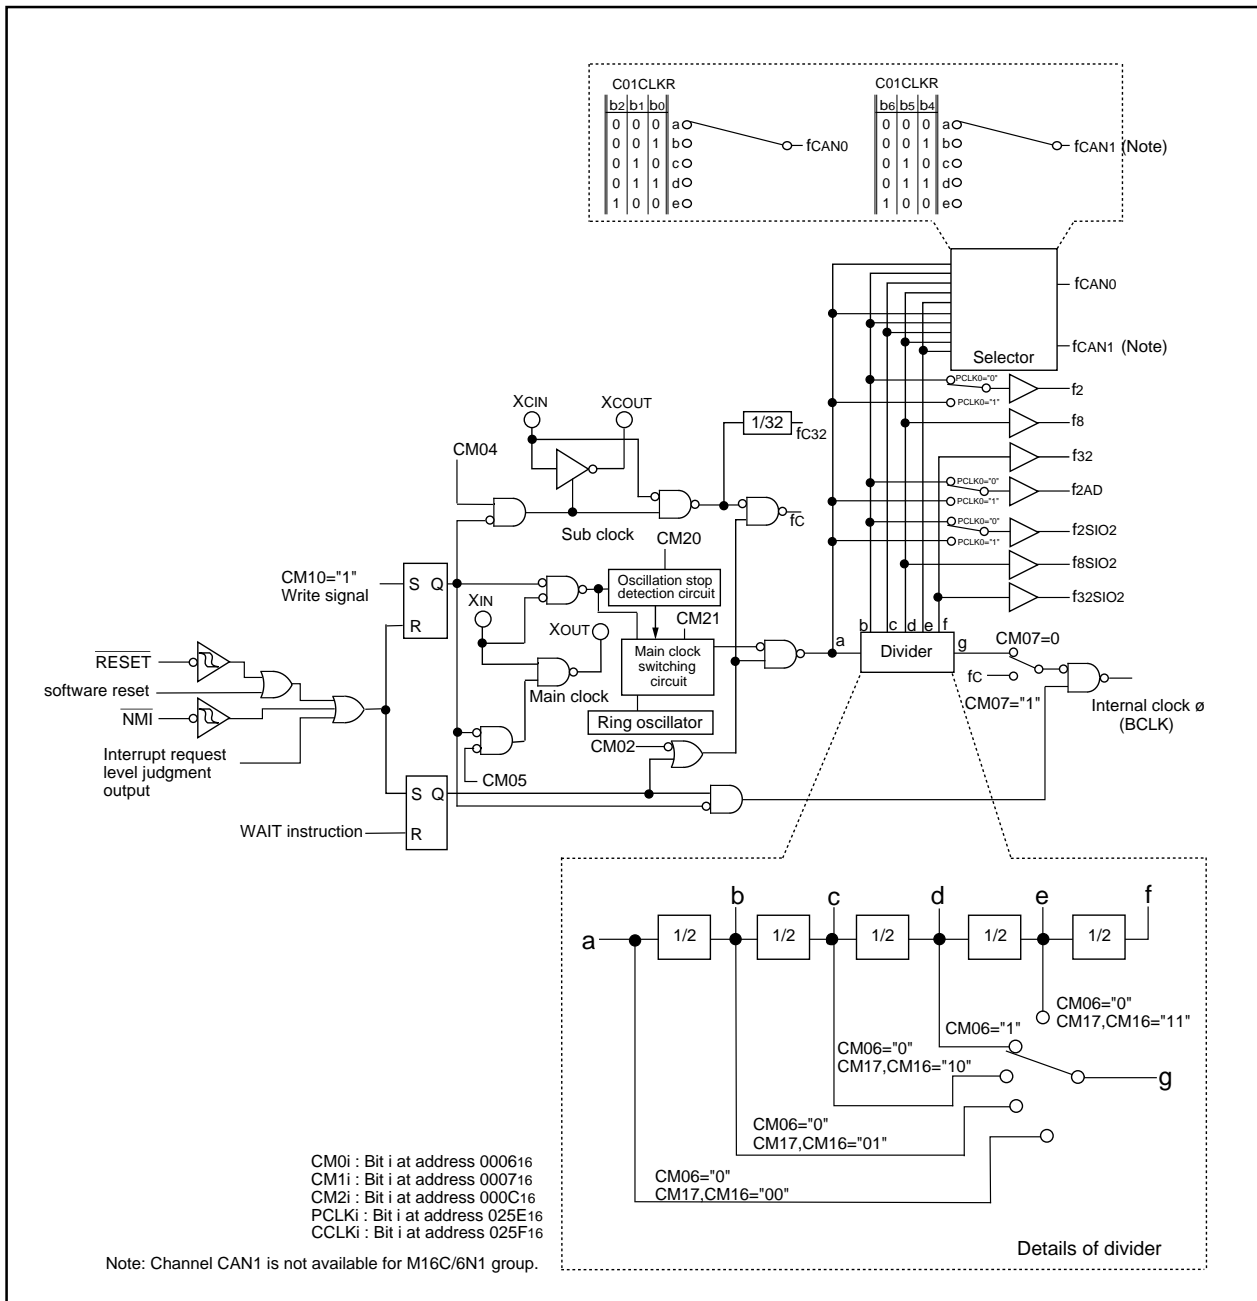 C01CLKR
b2 b1 b0
0 0 0 a
0 0 1 b
0 1 0 c
0 1 1 d
1 0 0 e
fCAN0
C01CLKR
b6 b5 b4
0 0 0 a
0 0 1 b
0 1 0 c
0 1 1 d
1 0 0 e
fCAN1 (Note)
fCAN0
fCAN1 (Note)
Selector
PCLK0="0"
PCLK0="1"
f2
f8
f32
PCLK0="0"
PCLK0="1"
f2AD
PCLK0="0"
PCLK0="1"
f2SIO2
f8SIO2
f32SIO2
XCIN
XCOUT
1/32
fC32
CM04
fC
Sub clock
CM20
CM10="1"
Write signal
S Q
R
Oscillation stop
detection circuit
XIN
XOUT
CM21
Main clock
switching
circuit
Main clock
Ring oscillator
RESET
software reset
NMI
Interrupt request
level judgment
output
CM02
CM05
S Q
R
WAIT instruction
a
b c d e f
Divider
g
CM07=0
fC
CM07="1"
Internal clock ø
(BCLK)
b c d e f
a
1/2 1/2 1/2 1/2 1/2
CM06="0"
CM17,CM16="11"
CM06="1"
CM06="0"
CM17,CM16="10"
g
CM06="0"
CM17,CM16="01"
CM06="0"
CM17,CM16="00"
Details of divider
CM0i : Bit i at address 000616
CM1i : Bit i at address 000716
CM2i : Bit i at address 000C16
PCLKi : Bit i at address 025E16
CCLKi : Bit i at address 025F16
Note: Channel CAN1 is not available for M16C/6N1 group.